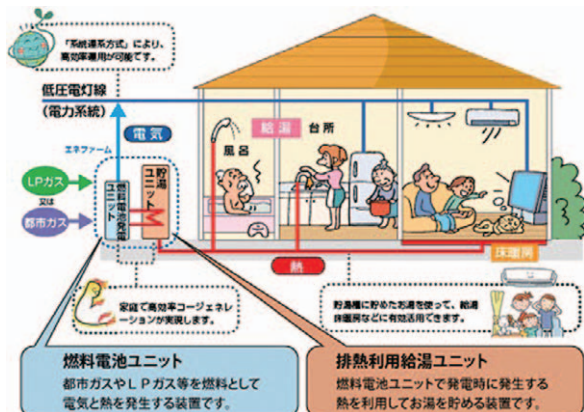 「系統連系方式」により、
高効率運用が可能です。
低圧電灯線
(電力系統)
電気
エネファーム
LPガス
又は
都市ガス
燃料電池発電
ユニット
貯湯
ユニット
給湯
台所
風呂
熱
床暖房
家庭で高効率コージェネレ
ーションが実現します。
貯湯槽に貯めたお湯を使って、給湯
床暖房などに有効活用できます。
燃料電池ユニット
都市ガスやLPガス等を燃料として
電気と熱を発生する装置です。
排熱利用給湯ユニット
燃料電池ユニットで発電時に発生する
熱を利用してお湯を貯める装置です。